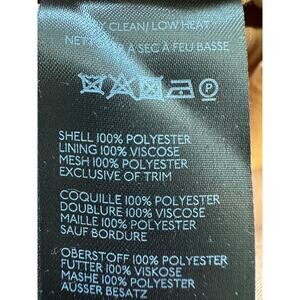 CLEAN/LOW HEAT
NETTOYER À SEC À FEU BASSE
P
SHELL 100% POLYESTER
LINING 100% VISCOSE
MESH 100% POLYESTER
EXCLUSIVE OF TRIM
COQUILLE 100% POLYESTER
DOUBLURE 100% VISCOSE
MAILLE 100% POLYESTER
SAUF BORDURE
OBERSTOFF 100% POLYESTER
FUTTER 100% VISKOSE
MASHE 100% POLYESTER
AUSSER BESATZ